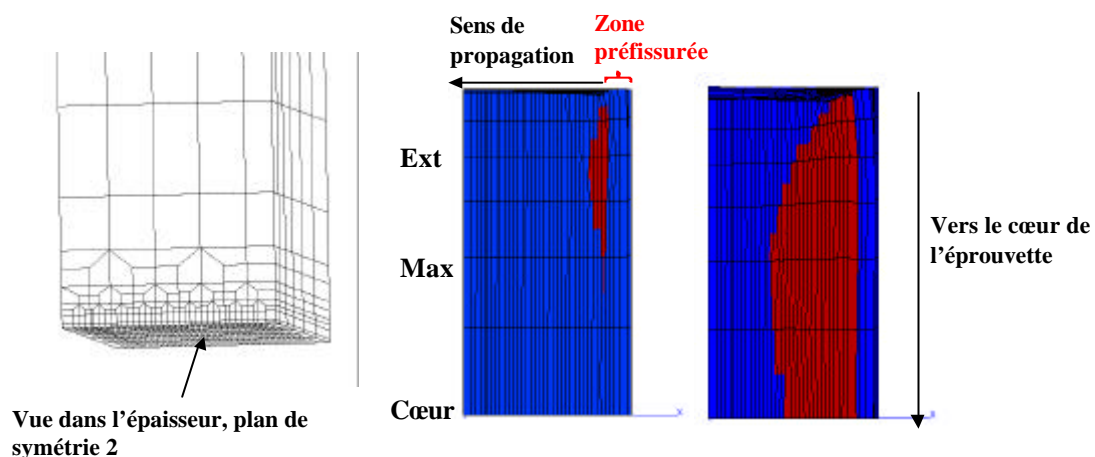 Sens de
propagation
Zone
préfissurée
Ext
Max
Cœur
Vers le cœur de
l’éprouvette
Vue dans l’épaisseur, plan de
symétrie 2